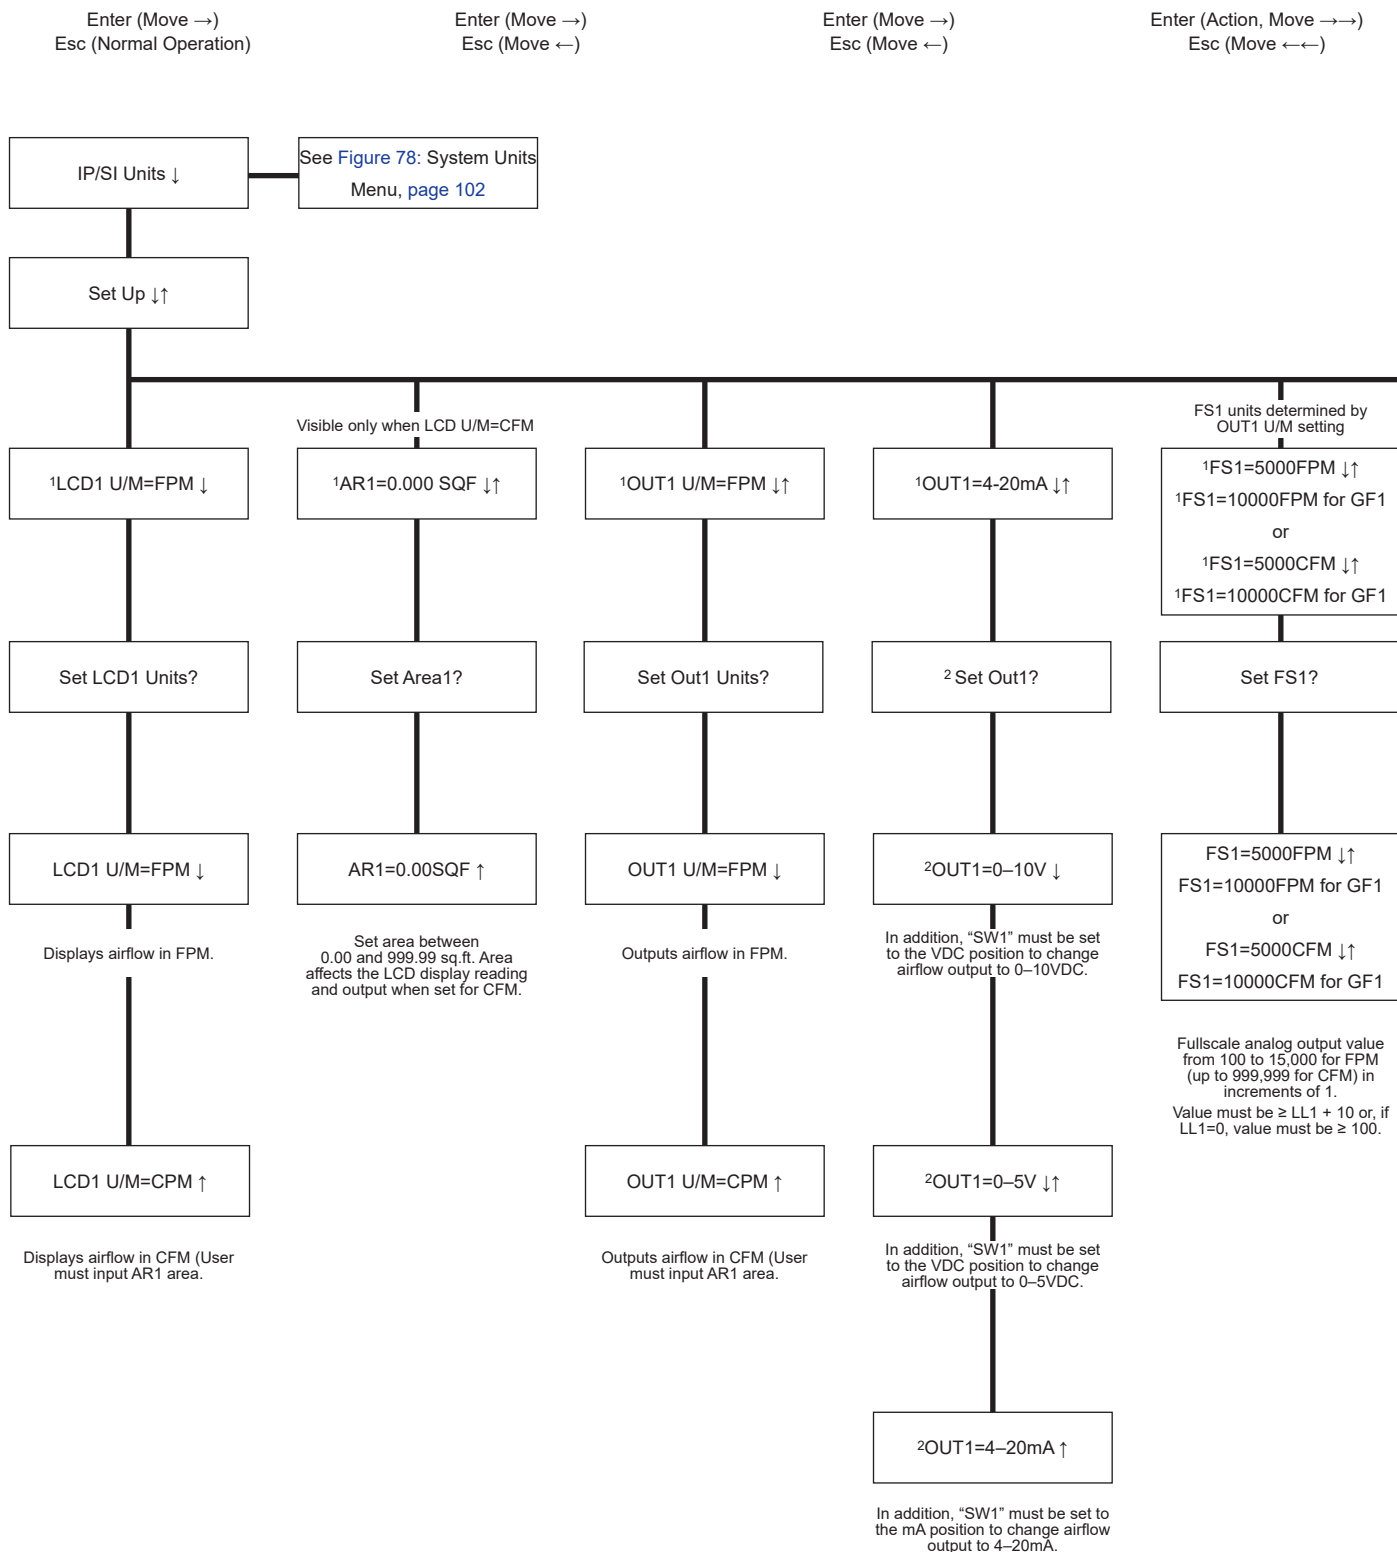 Enter (Move →)
Esc (Normal Operation)
Enter (Move →)
Esc (Move ←)
Enter (Move →)
Esc (Move ←)
Enter (Action, Move →→)
Esc (Move ←←)
IP/SI Units ↓
See Figure 78: System Units
Menu, page 102
Set Up ↓↑
Visible only when LCD U/M=CFM
FS1 units determined by
OUT1 U/M setting
¹LCD1 U/M=FPM ↓
¹AR1=0.000 SQF ↓↑
¹OUT1 U/M=FPM ↓↑
¹OUT1=4-20mA ↓↑
¹FS1=5000FPM ↓↑
¹FS1=10000FPM for GF1
or
¹FS1=5000CFM ↓↑
¹FS1=10000CFM for GF1
Set LCD1 Units?
Set Area1?
Set Out1 Units?
² Set Out1?
Set FS1?
LCD1 U/M=FPM ↓
AR1=0.00SQF ↑
OUT1 U/M=FPM ↓
²OUT1=0–10V ↓
FS1=5000FPM ↓↑
FS1=10000FPM for GF1
or
FS1=5000CFM ↓↑
FS1=10000CFM for GF1
Displays airflow in FPM.
Set area between
0.00 and 999.99 sq.ft. Area
affects the LCD display reading
and output when set for CFM.
Outputs airflow in FPM.
In addition, “SW1” must be set
to the VDC position to change
airflow output to 0–10VDC.
Fullscale analog output value
from 100 to 15,000 for FPM
(up to 999,999 for CFM) in
increments of 1.
Value must be ≥ LL1 + 10 or, if
LL1=0, value must be ≥ 100.
LCD1 U/M=CPM ↑
OUT1 U/M=CPM ↑
²OUT1=0–5V ↓↑
Displays airflow in CFM (User
must input AR1 area.
Outputs airflow in CFM (User
must input AR1 area.
In addition, “SW1” must be set
to the VDC position to change
airflow output to 0–5VDC.
²OUT1=4–20mA ↑
In addition, “SW1” must be set to
the mA position to change airflow
output to 4–20mA.